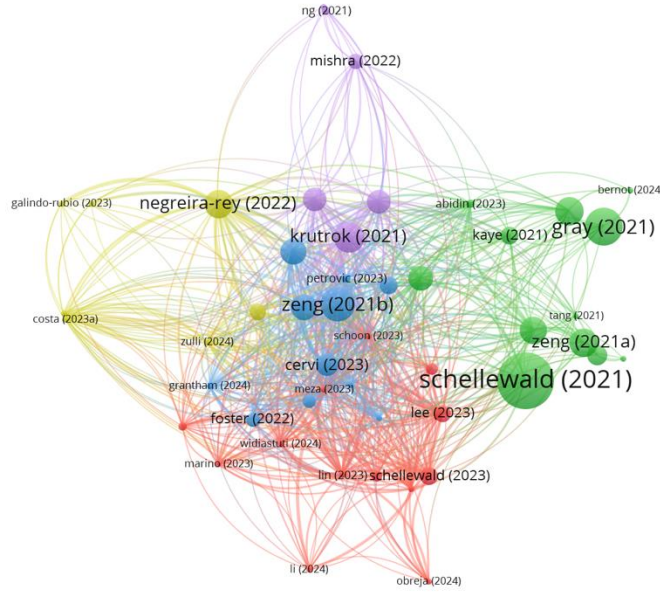 ng (2021)
mishra (2022)
galindo-rubio (2023)
negreira-rey (2022)
abidin (2023)
bernot (2024)
krutrok (2021)
kaye (2021)
gray (2021)
petrovic (2023)
zeng (2021b)
costa (2023a)
tang (2021)
zulli (2024)
schoon (2023)
zeng (2021a)
cervi (2023)
schellewald (2021)
grantham (2024)
meza (2023)
foster (2022)
lee (2023)
widiastuti (2024)
marino (2023)
lin (2023)
schellewald (2023)
li (2024)
obreja (2024)